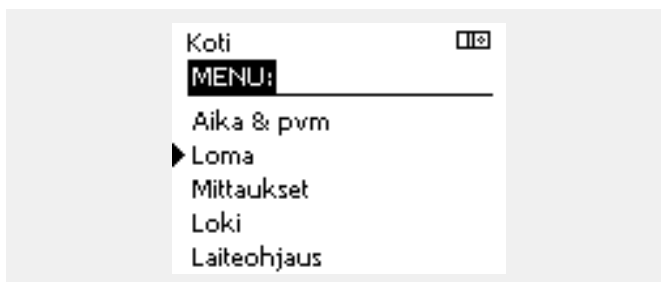 Koti
MENU:
Aika & pvm
Loma
Mittaukset
Loki
Laiteohjaus